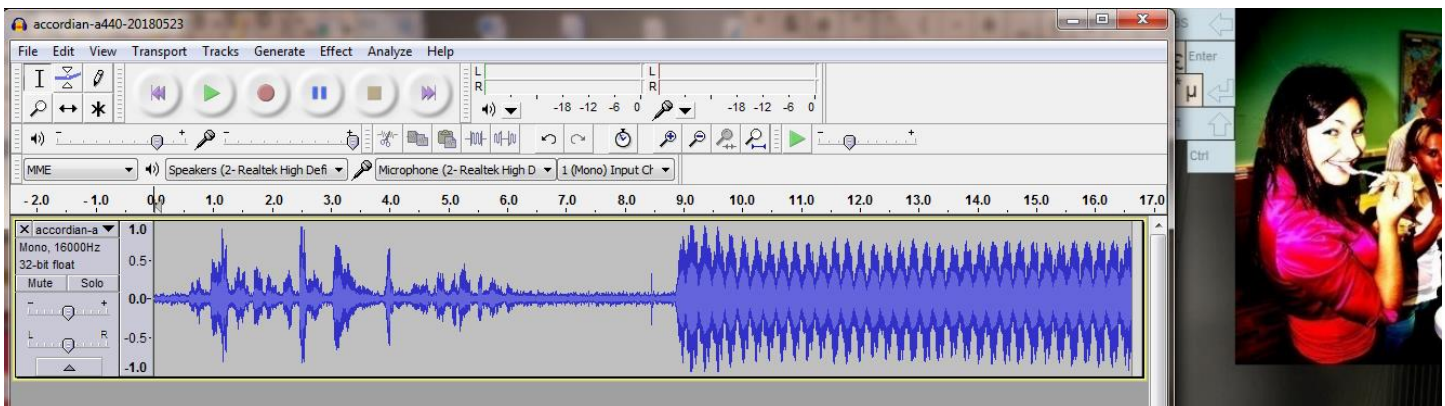 accordian-a440-20180523
File Edit View Transport Tracks Generate Effect Analyze Help
L
R
-18 -12 -6 0
L
R
-18 -12 -6 0
- + - +
- +
MME Speakers (2- Realtek High Defi Microphone (2- Realtek High D 1 (Mono) Input Ch
- 2.0 - 1.0 0.0 1.0 2.0 3.0 4.0 5.0 6.0 7.0 8.0 9.0 10.0 11.0 12.0 13.0 14.0 15.0 16.0 17.0
X accordian-a
Mono, 16000Hz
32-bit float
Mute Solo
- +
L R
1.0
0.5-
0.0-
-0.5-
-1.0
Enter
µ
Ctrl